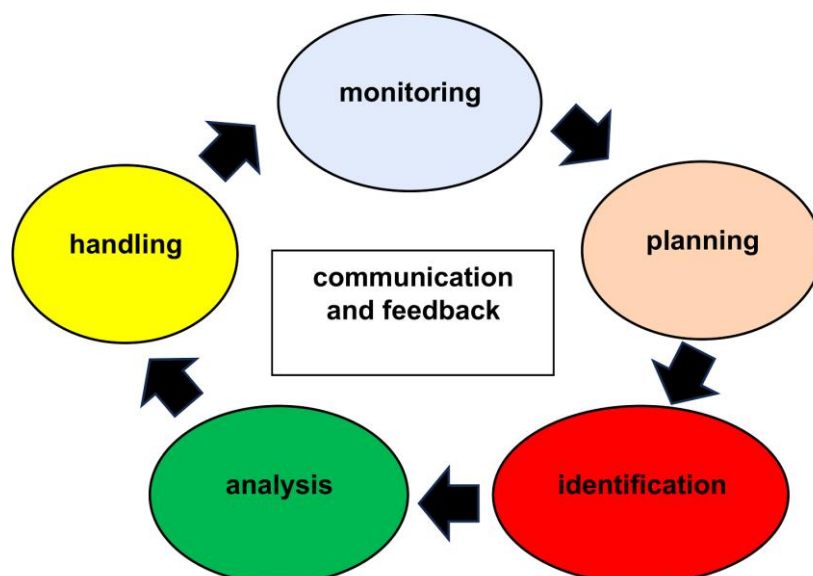 monitoring
handling
planning
communication
and feedback
analysis
identification